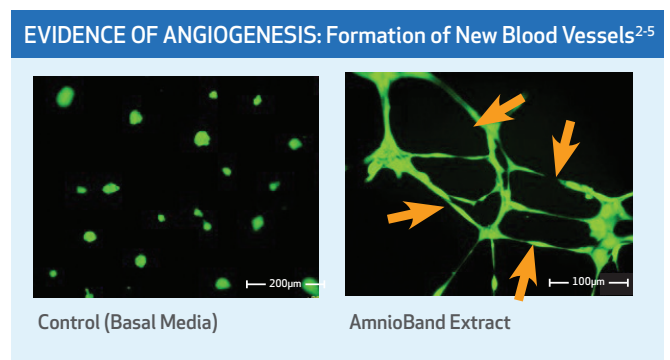 EVIDENCE OF ANGIOGENESIS: Formation of New Blood Vessels2-5
200µm
100µm
Control (Basal Media)
AmnioBand Extract